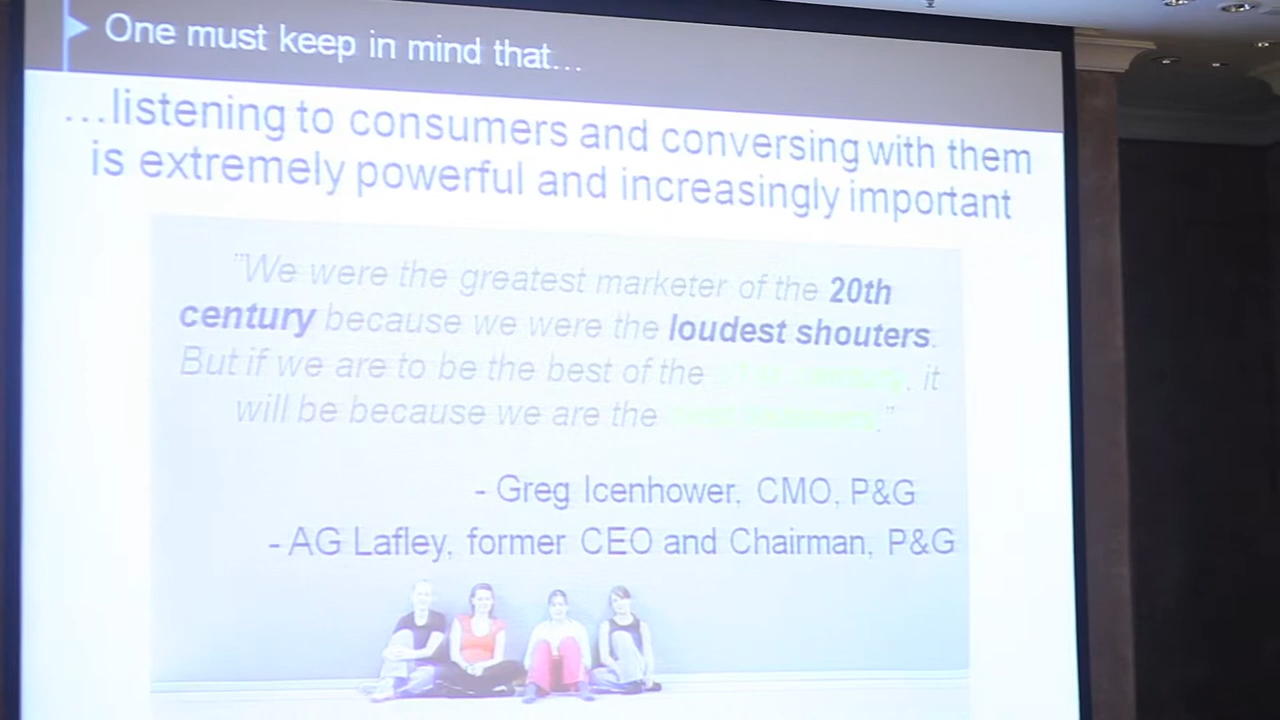 One must keep in mind that...
...listening to consumers and conversing with them
is extremely powerful and increasingly important
"We were the greatest marketer of the 20th
century because we were the loudest shouters.
But if we are to be the best of the , it
will be because we are the ."
- Greg Icenhower, CMO, P&G
- AG Lafley, former CEO and Chairman, P&G